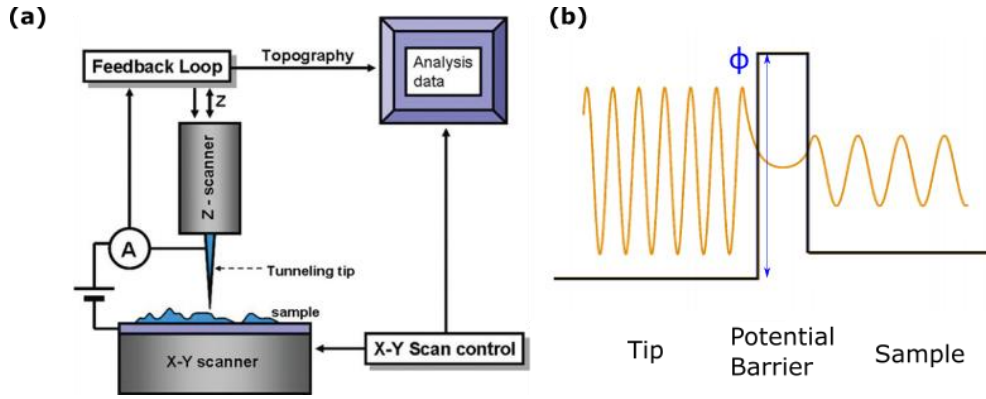 (a)
Feedback Loop
Topography
Analysis
data
z
Z - scanner
A
Tunneling tip
sample
X-Y scanner
X-Y Scan control
(b)
ϕ
Tip
Potential
Barrier
Sample